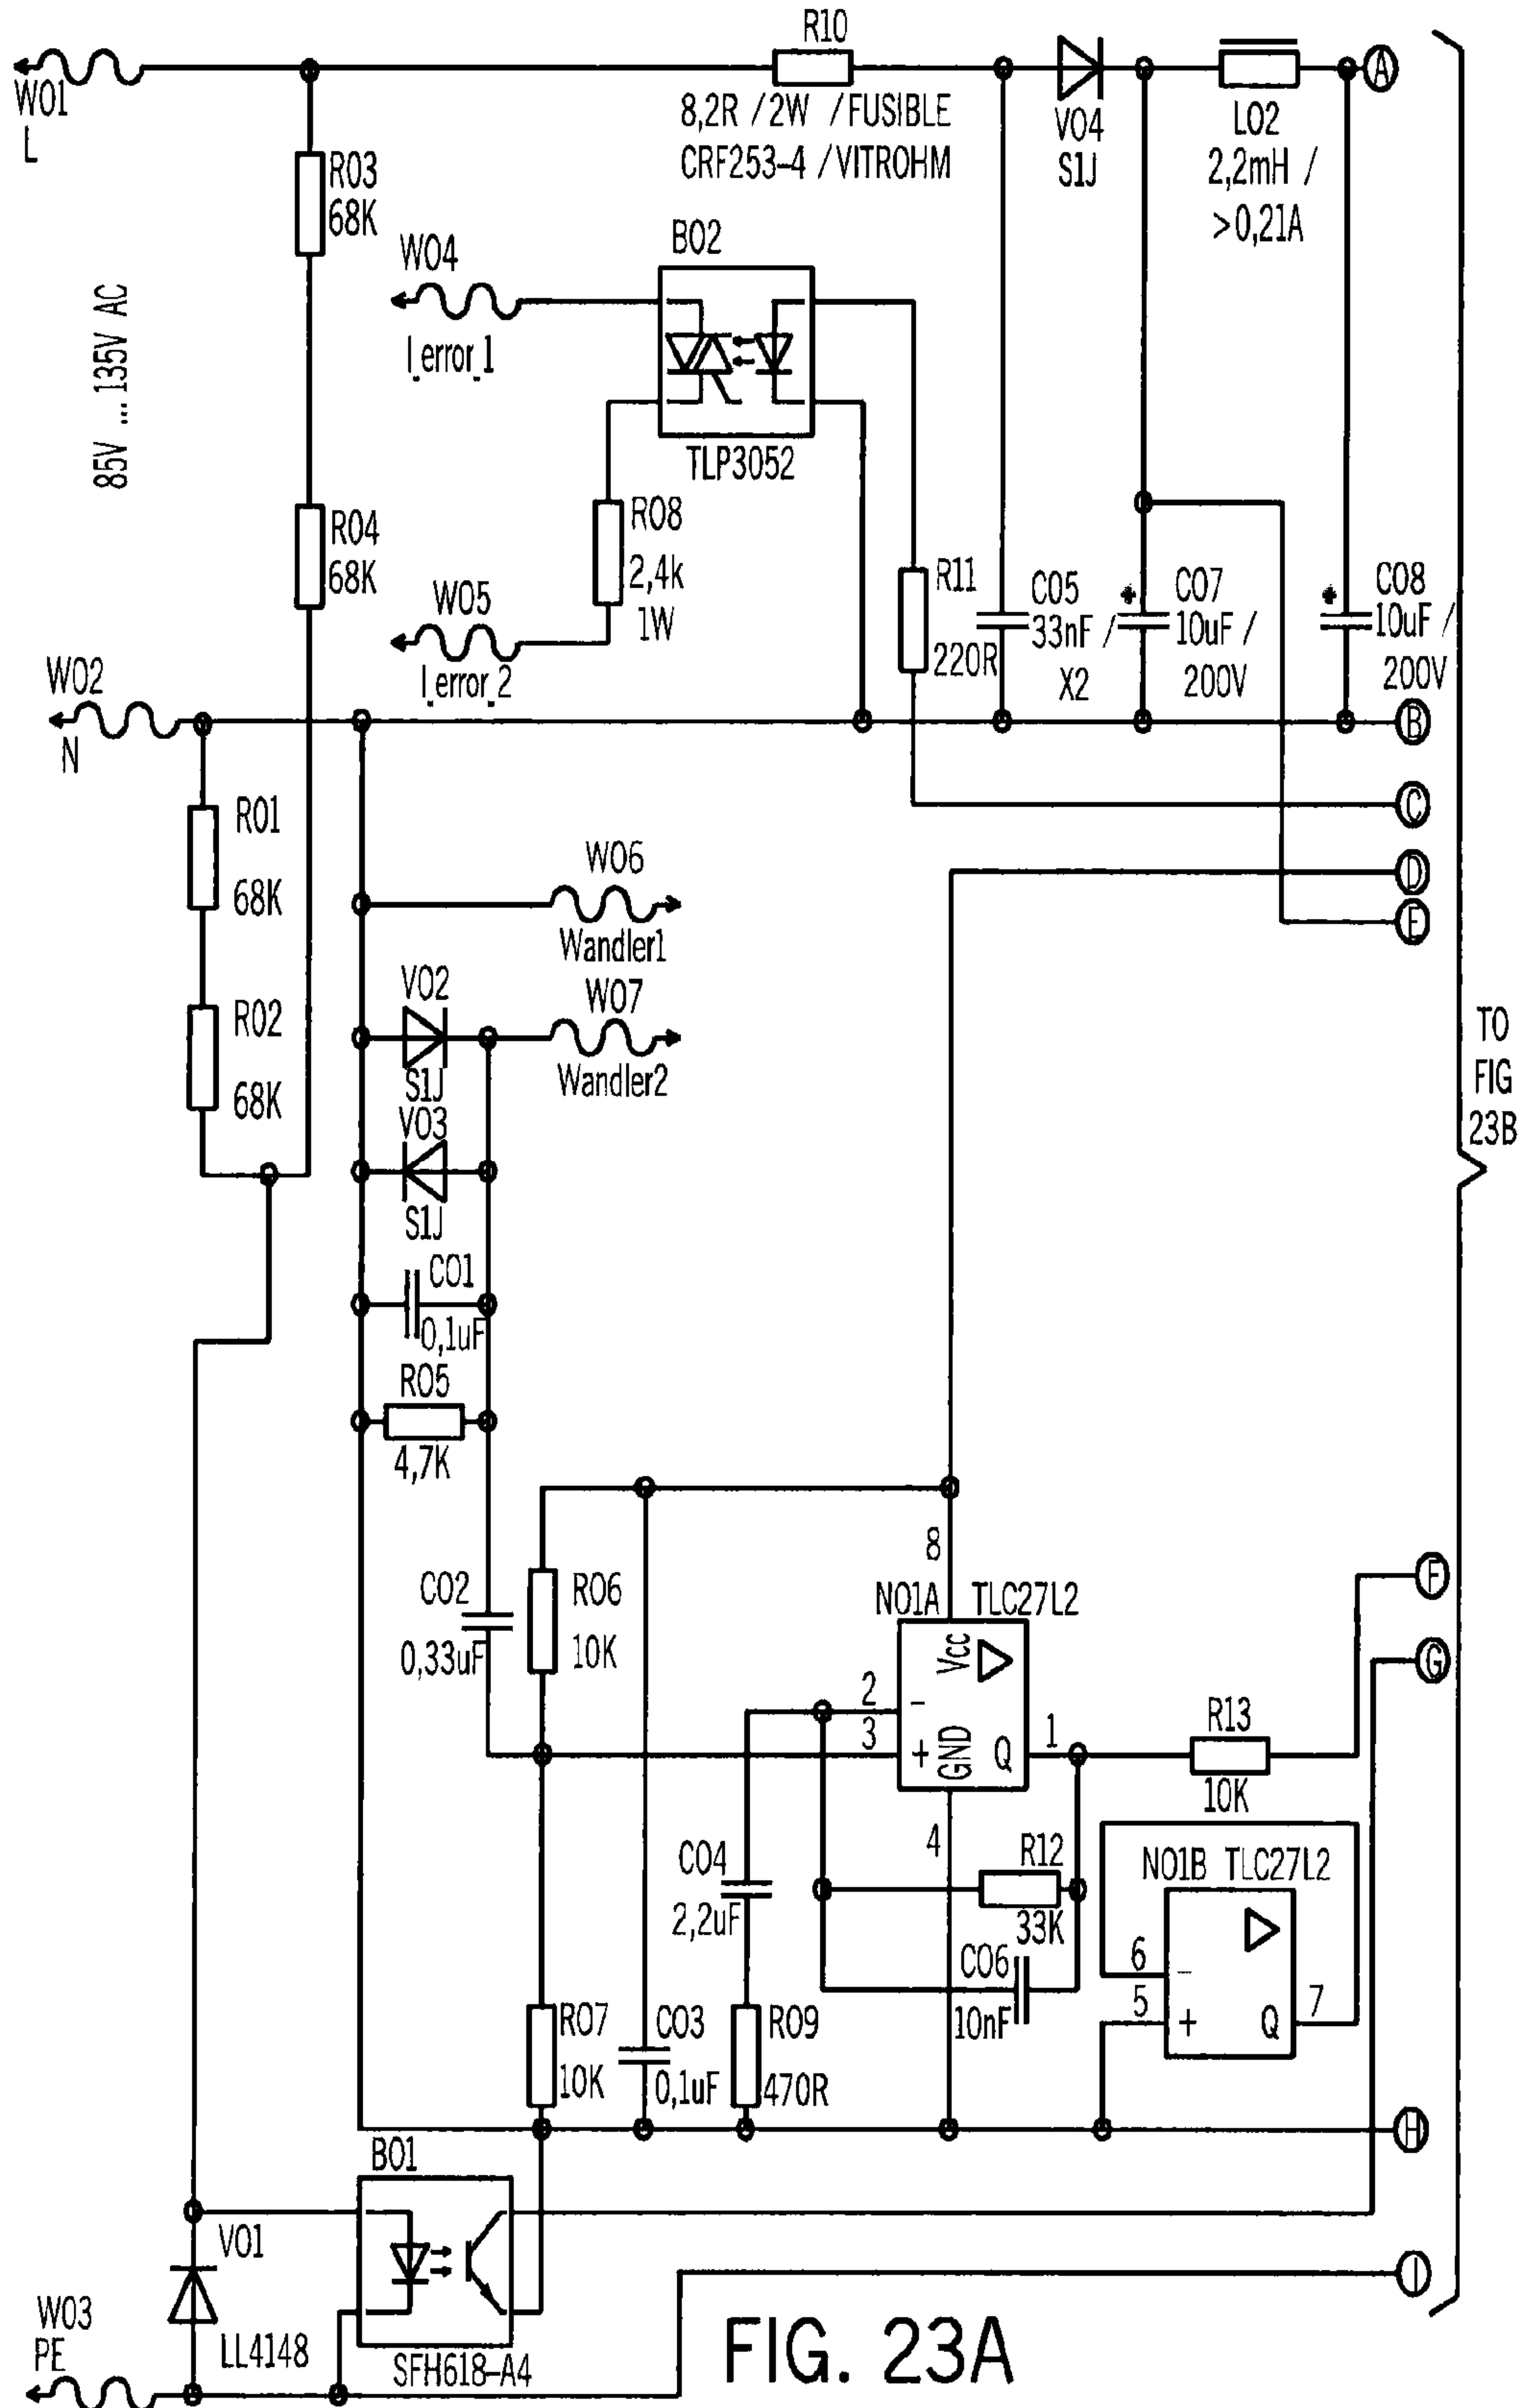 R10
A
W01
L
8,2R /2W /FUSIBLE
CRF253-4 /VITROHM
V04
S1J
L02
2,2mH /
>0,21A
R03
68K
B02
W04
I_error_1
85V ... 135V AC
TLP3052
R04
68K
R08
2,4k
1W
W05
I_error_2
R11
220R
C05
33nF /
X2
+
C07
10uF /
200V
+
C08
10uF /
200V
W02
N
B
C
D
E
R01
68K
W06
Wandler1
V02
S1J
W07
Wandler2
R02
68K
V03
S1J
TO
FIG
23B
C01
0,1uF
R05
4,7K
8
F
C02
0,33uF
R06
10K
N01A TLC27L2
Vcc
G
2
-
3
+
GND
Q
1
R13
10K
4
C04
2,2uF
R12
33K
N01B TLC27L2
C06
10nF
6
-
5
+
Q
7
R07
10K
C03
0,1uF
R09
470R
H
B01
V01
I
W03
PE
LL4148
SFH618-A4
FIG. 23A